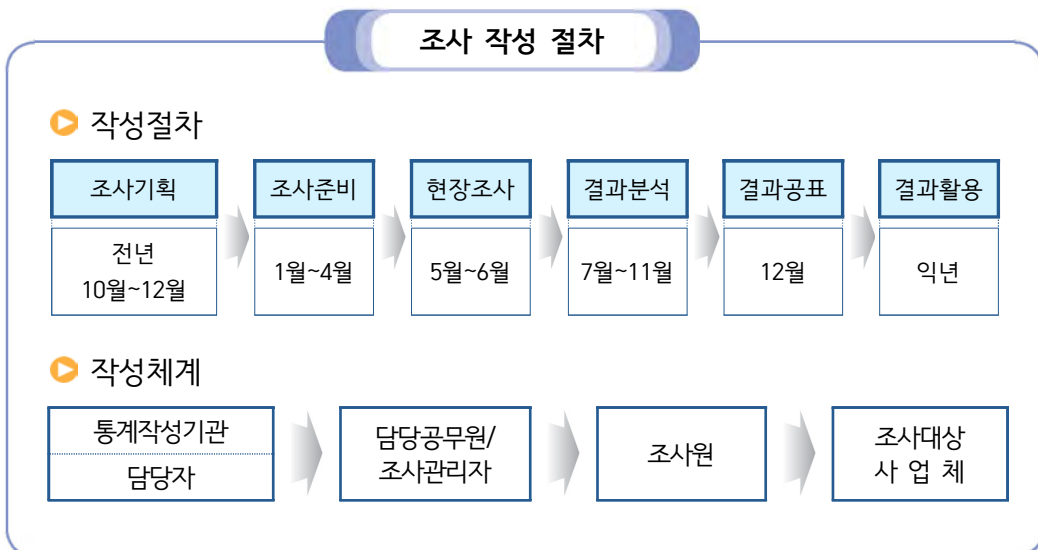 조사 작성 절차
작성절차
조사기획 조사준비 현장조사 결과분석 결과공표 결과활용
전년
10월~12월
1월~4월
5월~6월
7월~11월
12월
익년
작성체계
통계작성기관
담당자
담당공무원/
조사관리자
조사원
조사대상
사 업 체